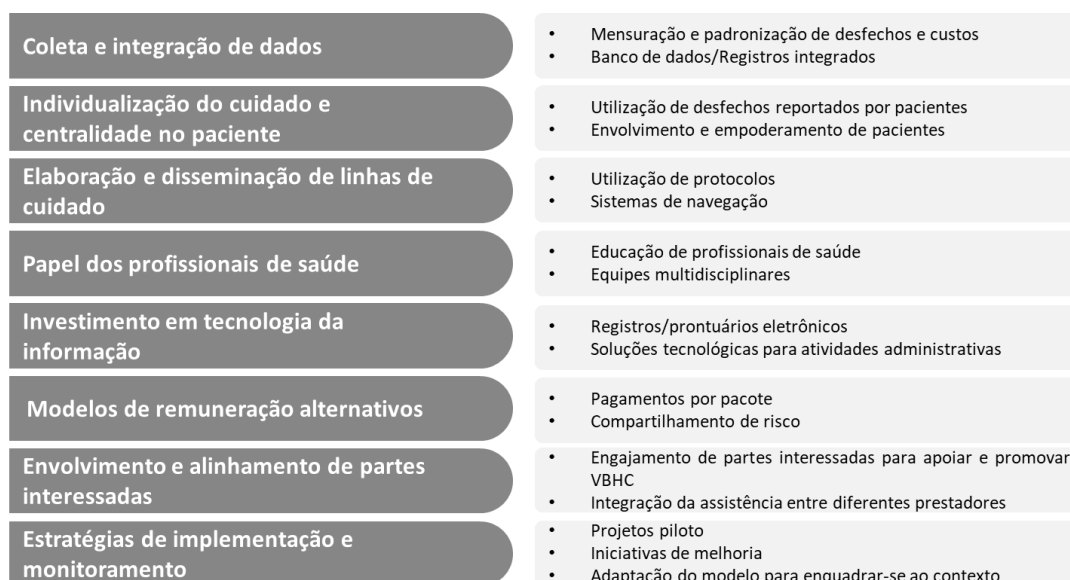 Coleta e integração de dados
• Mensuração e padronização de desfechos e custos
• Banco de dados/Registros integrados
Individualização do cuidado e
centralidade no paciente
• Utilização de desfechos reportados por pacientes
• Envolvimento e empoderamento de pacientes
Elaboração e disseminação de linhas de
cuidado
• Utilização de protocolos
• Sistemas de navegação
Papel dos profissionais de saúde
• Educação de profissionais de saúde
• Equipes multidisciplinares
Investimento em tecnologia da
informação
• Registros/prontuários eletrônicos
• Soluções tecnológicas para atividades administrativas
Modelos de remuneração alternativos
• Pagamentos por pacote
• Compartilhamento de risco
Envolvimento e alinhamento de partes
interessadas
• Engajamento de partes interessadas para apoiar e promovar
VBHC
• Integração da assistência entre diferentes prestadores
Estratégias de implementação e
monitoramento
• Projetos piloto
• Iniciativas de melhoria
• Adaptação do modelo para enquadrar-se ao contexto